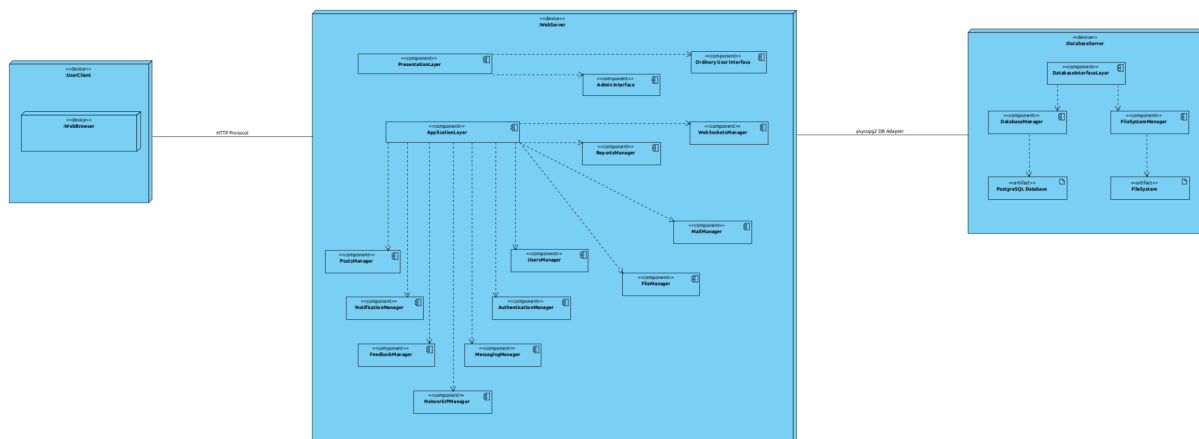 <<device>>
:UserClient
<<device>>
:WebBrowser
HTTP Protocol
<<device>>
:WebServer
<<component>>
PresentationLayer
<<component>>
Ordinary User Interface
<<component>>
Admin Interface
<<component>>
ApplicationLayer
<<component>>
WebSocketsManager
<<component>>
ReportsManager
<<component>>
MailManager
<<component>>
PostsManager
<<component>>
UsersManager
<<component>>
FileManager
<<component>>
NotificationManager
<<component>>
AuthenticationManager
<<component>>
FeedbackManager
<<component>>
MessagingManager
<<component>>
NetworkIPManager
psycopg2 DB Adapter
<<device>>
:DatabaseServer
<<component>>
DatabaseInterfaceLayer
<<component>>
DatabaseManager
<<component>>
FileSystemManager
<<artifact>>
PostgreSQL Database
<<artifact>>
FileSystem